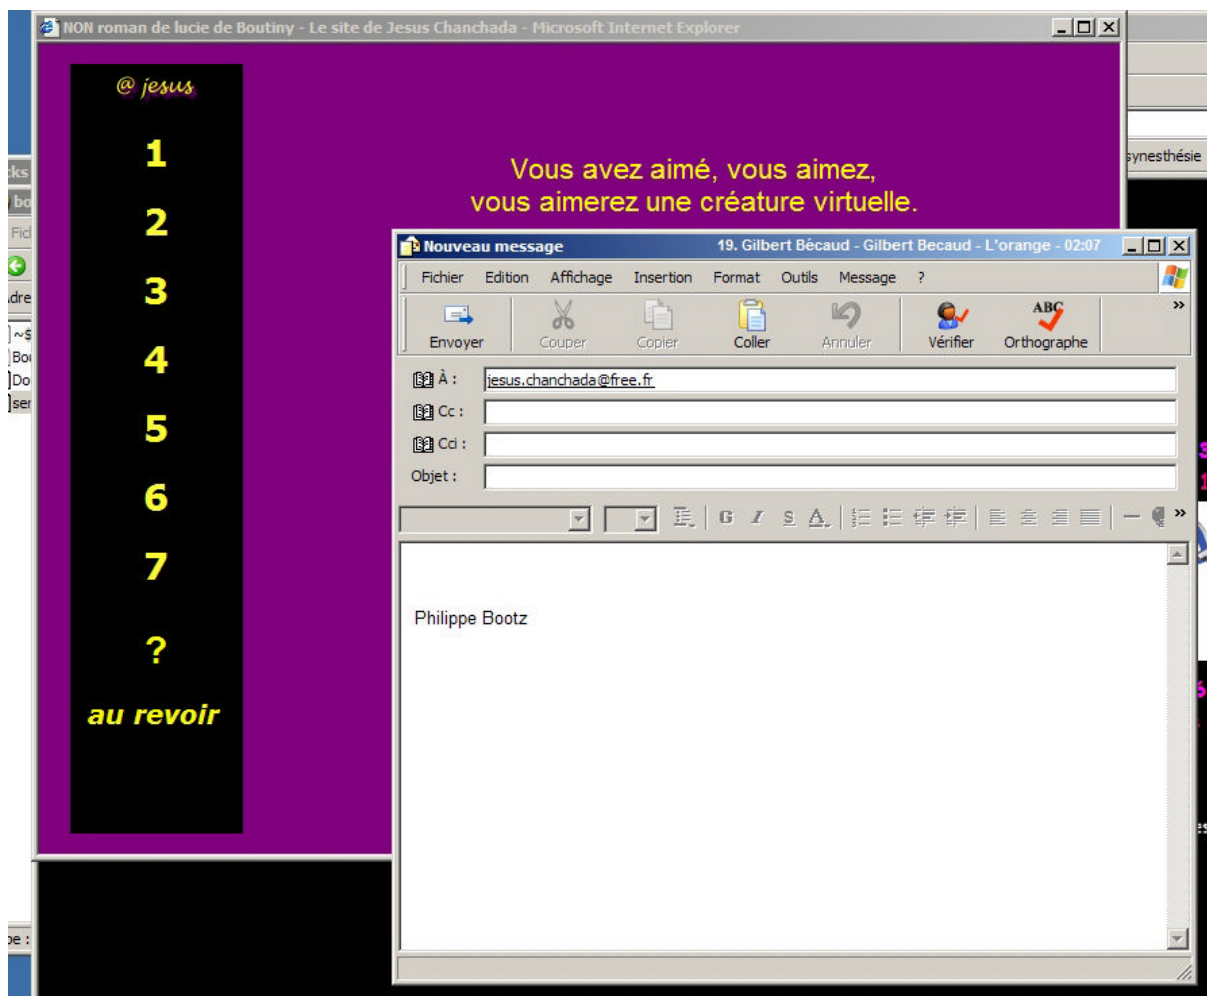 NON roman de lucie de Boutiny - Le site de Jesus Chanchada - Microsoft Internet Explorer
@ jesus
1
2
3
4
5
6
7
?
au revoir
Vous avez aimé, vous aimez,
vous aimerez une créature virtuelle.
synesthésie
Nouveau message 19. Gilbert Bécaud - Gilbert Becaud - L'orange - 02:07
Fichier Edition Affichage Insertion Format Outils Message ?
Envoyer Couper Copier Coller Annuler Vérifier ABC Orthographe »
À : jesus.chanchada@free.fr
Cc :
Cci :
Objet :
G I S A »
Philippe Bootz